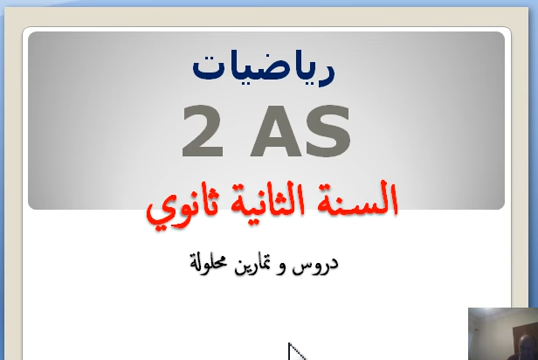 رياضيات
2 AS
السنة الثانية ثانوي
دروس و تمارين محلولة